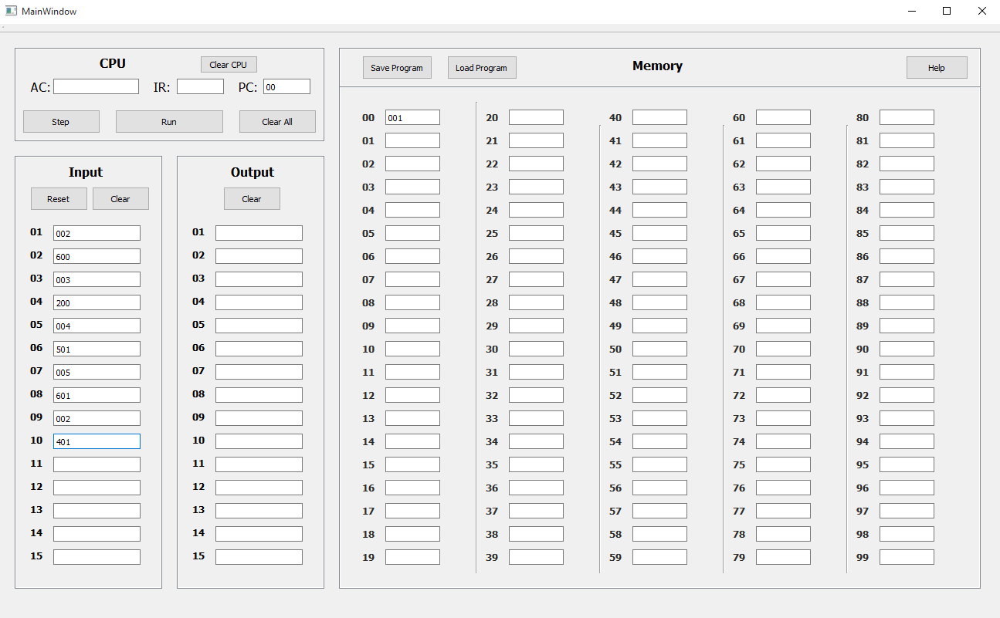 MainWindow
CPU Clear CPU
AC: IR: PC: 00
Step Run Clear All
Save Program Load Program Memory Help
Input
Reset Clear
01 002
02 600
03 003
04 200
05 004
06 501
07 005
08 601
09 002
10 401
11
12
13
14
15
Output
Clear
01
02
03
04
05
06
07
08
09
10
11
12
13
14
15
00 001 20 40 60 80
01 21 41 61 81
02 22 42 62 82
03 23 43 63 83
04 24 44 64 84
05 25 45 65 85
06 26 46 66 86
07 27 47 67 87
08 28 48 68 88
09 29 49 69 89
10 30 50 70 90
11 31 51 71 91
12 32 52 72 92
13 33 53 73 93
14 34 54 74 94
15 35 55 75 95
16 36 56 76 96
17 37 57 77 97
18 38 58 78 98
19 39 59 79 99